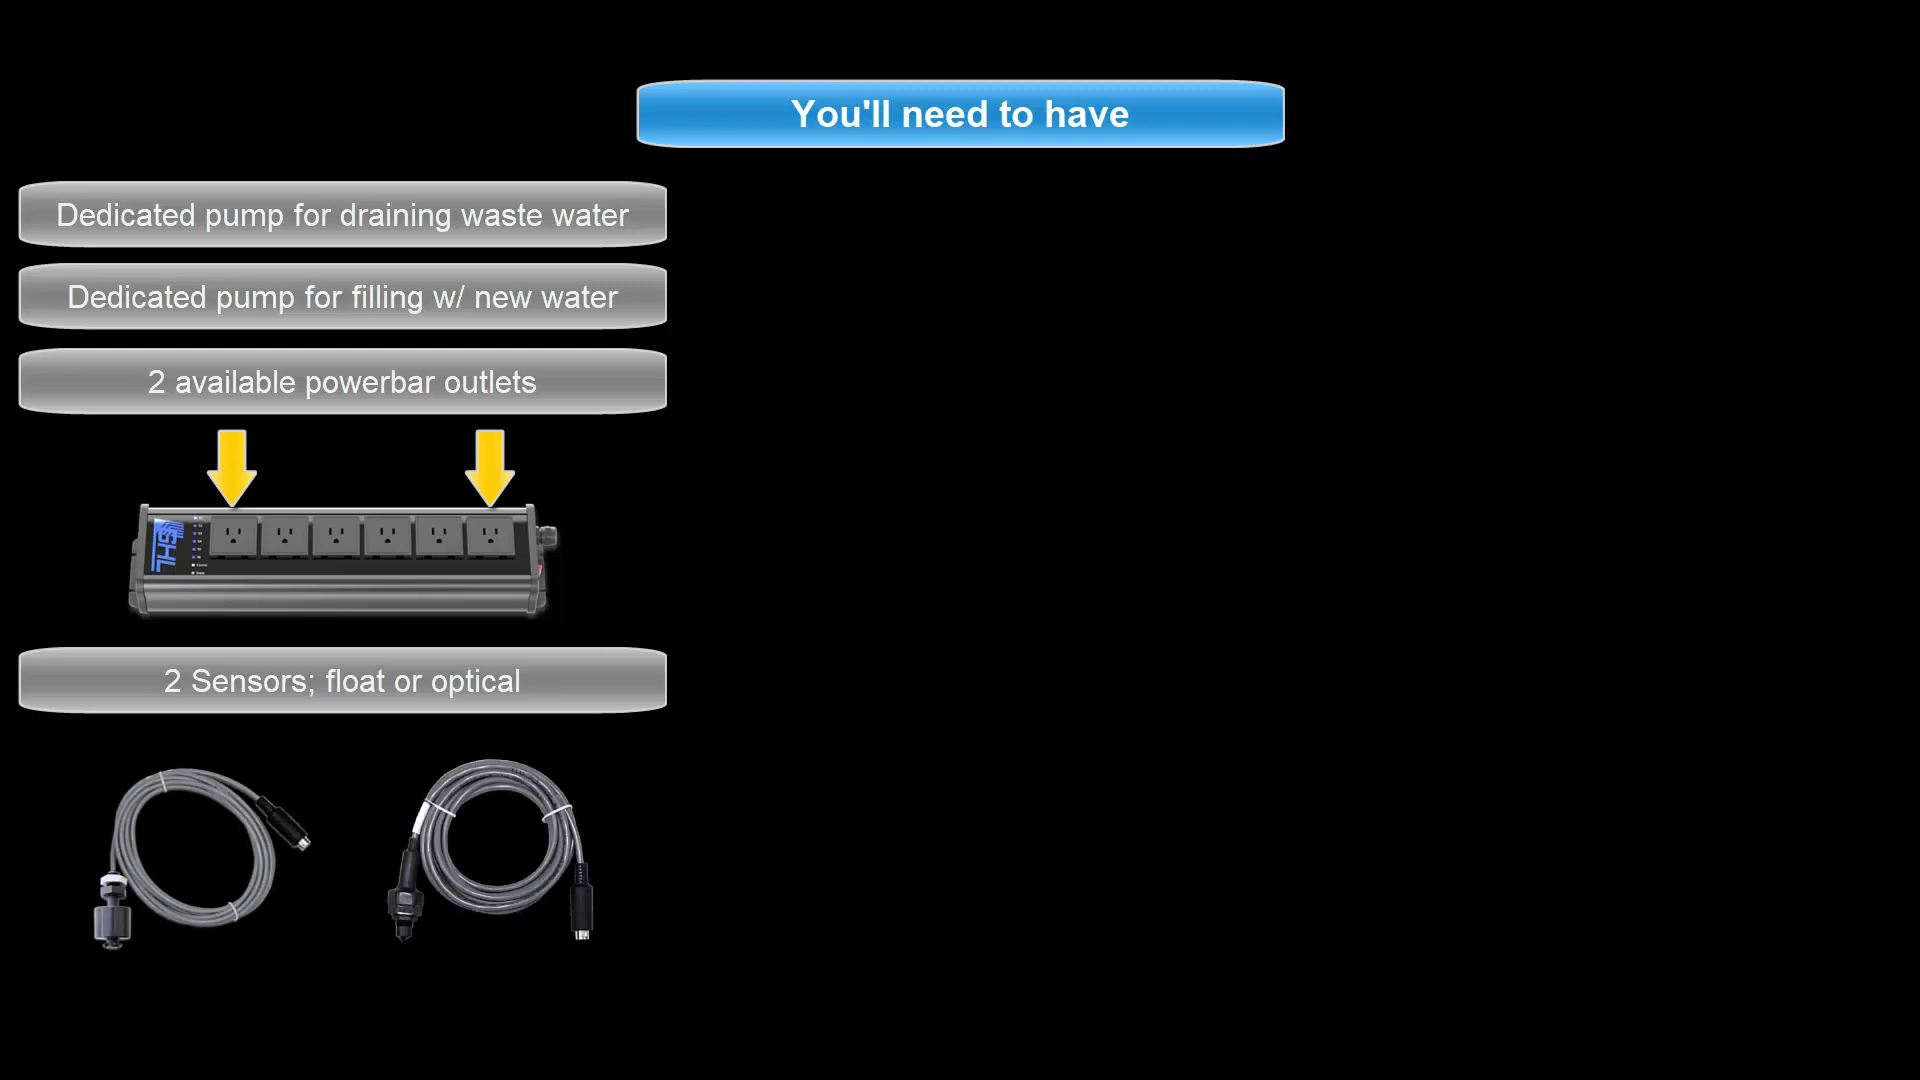 You'll need to have
Dedicated pump for draining waste water
Dedicated pump for filling w/ new water
2 available powerbar outlets
GHL
2 Sensors; float or optical